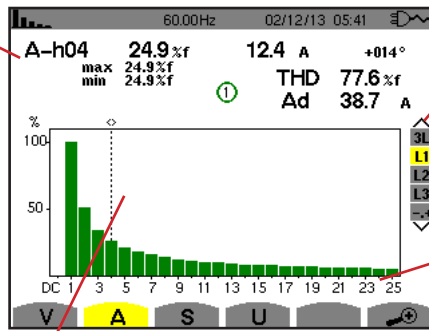 60.00Hz 02/12/13 05:41
A-h04 24.9 %f 12.4 A +014°
max 24.9%f
min 24.9%f
THD 77.6 %f
1
Ad 38.7 A
%
100
50
3L
L1
L2
L3
DC 1 3 5 7 9 11 13 15 17 19 21 23 25
V A S U